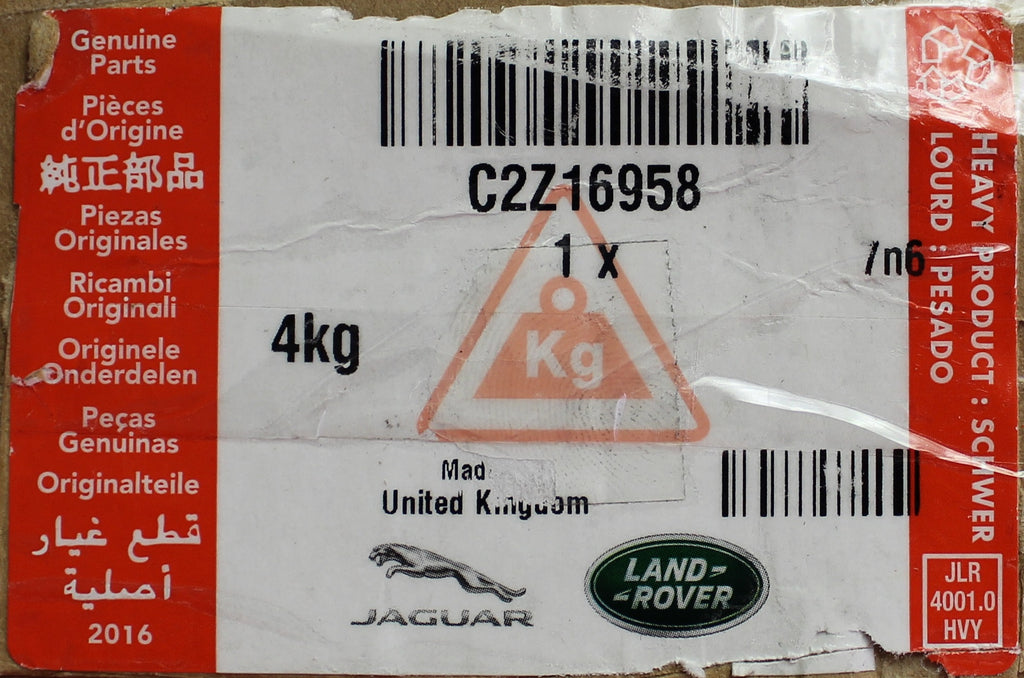 Genuine
Parts
Pièces
d'Origine
純正部品
Piezas
Originales
Ricambi
Originali
Originele
Onderdelen
Peças
Genuinas
Originalteile
قطع غيار
أصلية
2016
C2Z16958
1 x
/n6
4kg
Kg
Mad
United Kingdom
JAGUAR
LAND-
-ROVER
HEAVY PRODUCT : SCHWER
LOURD : PESADO
JLR
4001.0
HVY